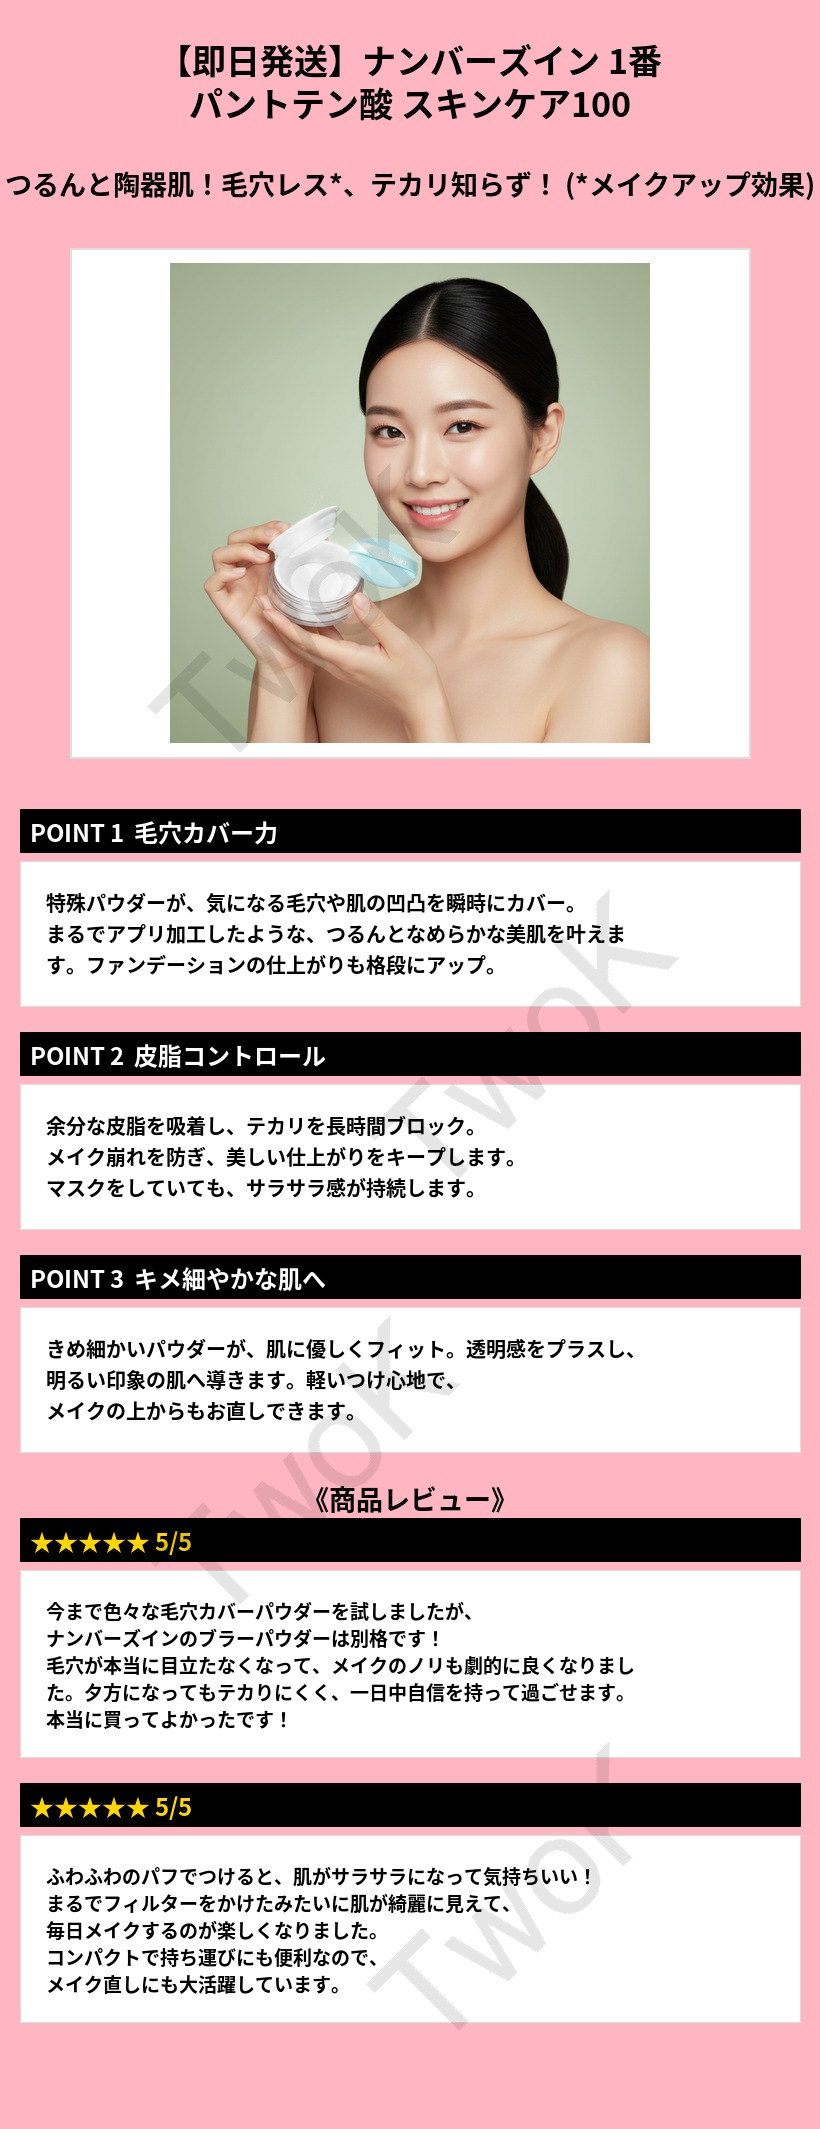 【即日発送】ナンバーズイン 1番
パントテン酸 スキンケア100
つるんと陶器肌！毛穴レス*、テカリ知らず！ (*メイクアップ効果)
POINT 1 毛穴カバー力
特殊パウダーが、気になる毛穴や肌の凹凸を瞬時にカバー。
まるでアプリ加工したような、つるんとなめらかな美肌を叶えま
す。ファンデーションの仕上がりも格段にアップ。
POINT 2 皮脂コントロール
余分な皮脂を吸着し、テカリを長時間ブロック。
メイク崩れを防ぎ、美しい仕上がりをキープします。
マスクをしていても、サラサラ感が持続します。
POINT 3 キメ細やかな肌へ
きめ細かいパウダーが、肌に優しくフィット。透明感をプラスし、
明るい印象の肌へ導きます。軽いつけ心地で、
メイクの上からもお直しできます。
《商品レビュー》
★★★★★ 5/5
今まで色々な毛穴カバーパウダーを試しましたが、
ナンバーズインのブラーパウダーは別格です！
毛穴が本当に目立たなくなって、メイクのノリも劇的に良くなりまし
た。夕方になってもテカりにくく、一日中自信を持って過ごせます。
本当に買ってよかったです！
★★★★★ 5/5
ふわふわのパフでつけると、肌がサラサラになって気持ちいい！
まるでフィルターをかけたみたいに肌が綺麗に見えて、
毎日メイクするのが楽しくなりました。
コンパクトで持ち運びにも便利なので、
メイク直しにも大活躍しています。
TwoK
TwoK
TwoK
TwoK